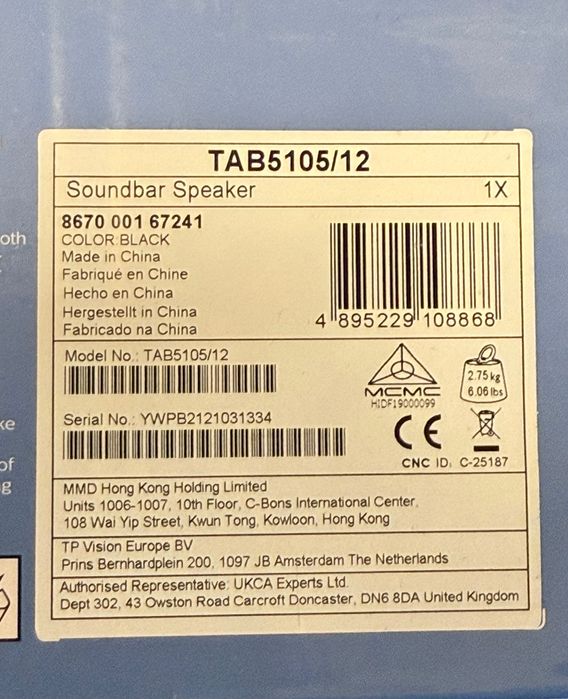 TAB5105/12
Soundbar Speaker 1X
8670 001 67241
COLOR:BLACK
Made in China
Fabriqué en Chine
Hecho en China
Hergestellt in China
Fabricado na China
4 895229 108868
Model No.: TAB5105/12
MCMC
HIDF19000099
2.75 kg
6.06 lbs
Serial No.: YWPB2121031334
CE
CNC ID: C-25187
MMD Hong Kong Holding Limited
Units 1006-1007, 10th Floor, C-Bons International Center,
108 Wai Yip Street, Kwun Tong, Kowloon, Hong Kong
TP Vision Europe BV
Prins Bernhardplein 200, 1097 JB Amsterdam The Netherlands
Authorised Representative: UKCA Experts Ltd.
Dept 302, 43 Owston Road Carcroft Doncaster, DN6 8DA United Kingdom
oth
ke
of
g